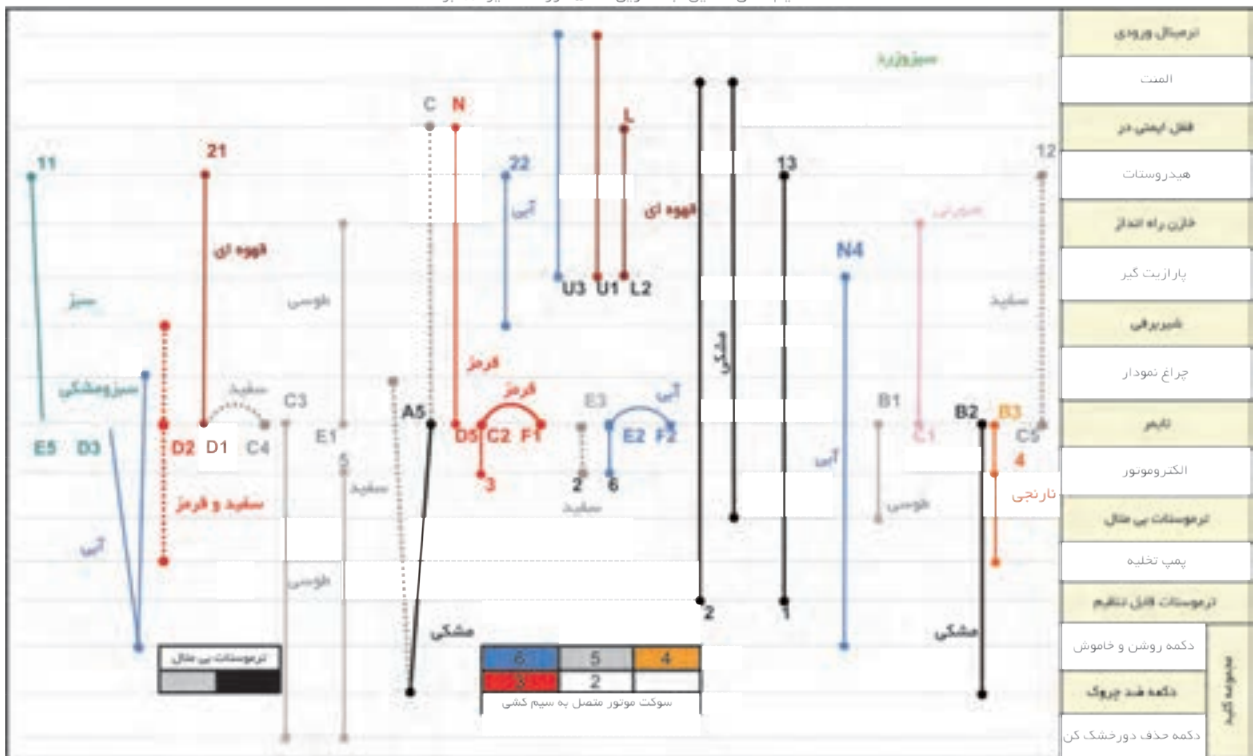 ترمینال ورودی
سبزوزرد
المنت
C N L
قفل ایمنی در
11 21 22 13 12
هیدروستات
آبی
قهوه ای
قهوه ای
صورتی
خازن راه انداز
N4
U3 U1 L2
پارازیت گیر
سبز
طوسی
سفید
شیربرقی
مشکی
قرمز
سبزومشکی
سفید
قرمز
آبی
چراغ نمودار
C3 A5 E3 B1 B2 B3
تایمر
E5 D3 D2 D1 C4 E1 D5 C2 F1 E2 F2 C1 C5
5 3 2 6 4
آبی
الکتروموتور
سفید و قرمز
سفید
سفید
طوسی
نارنجی
ترموستات بی متال
آبی
پمپ تخلیه
طوسی
2 1
ترموستات قابل تنظیم
مشکی
مشکی
دکمه روشن و خاموش
ترموستات بی متال
6 5 4
3 2
مجموعه کلید
دکمه ضد چروک
سوکت موتور متصل به سیم کشی
دکمه حذف دورخشک کن